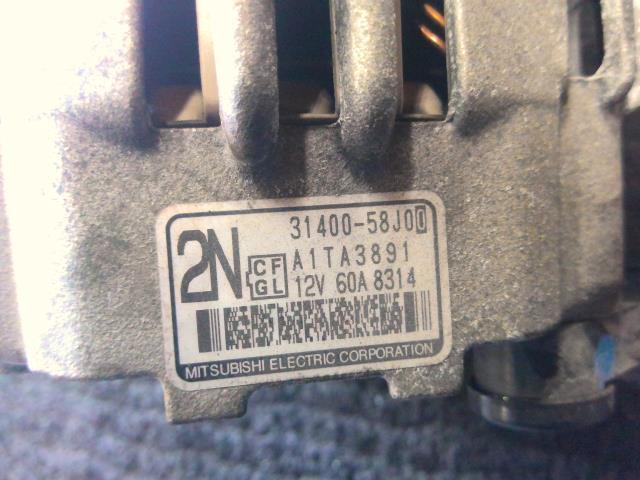 31400-58J00
2N
CF
GL
A1TA3891
12V 60A 8314
MITSUBISHI ELECTRIC CORPORATION